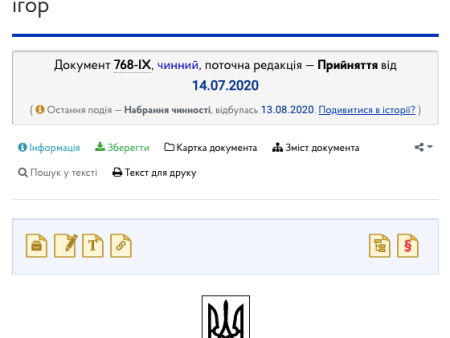 ігор
Документ 768-IX, чинний, поточна редакція — Прийняття від
14.07.2020
( Остання подія — Набрання чинності, відбулась 13.08.2020. Подивитися в історії? )
Інформація Зберегти Картка документа Зміст документа
Пошук у тексті Текст для друку